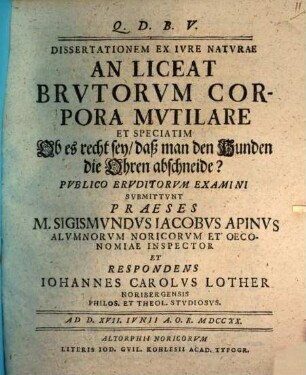 Q. D. B. V.
DISSERTATIONEM EX IVRE NATVRAE
AN LICEAT
BRVTORVM COR-
PORA MVTILARE
ET SPECIATIM
Ob es recht sey/ daß man den Hunden
die Ohren abschneide?
PVBLICO ERVDITORVM EXAMINI
SVBMITTVNT
PRAESES
M. SIGISMVNDVS IACOBVS APINVS
ALVMNORVM NORICORVM ET OECO-
NOMIAE INSPECTOR
ET
RESPONDENS
IOHANNES CAROLVS LOTHER
NORIBERGENSIS
PHILOS. ET THEOL. STVDIOSVS.
AD D. XVII. IVNII A. O. R. MDCCXX.
ALTORPHII NORICORVM
LITERIS IOD. GVIL. KOHLESII ACAD. TYPOGR.